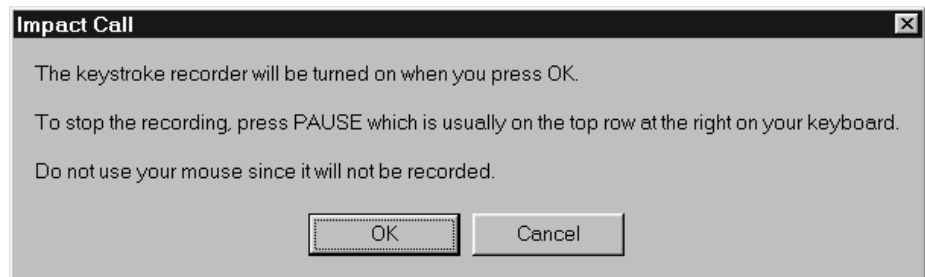 Impact Call
The keystroke recorder will be turned on when you press OK.
To stop the recording, press PAUSE which is usually on the top row at the right on your keyboard.
Do not use your mouse since it will not be recorded.
OK Cancel